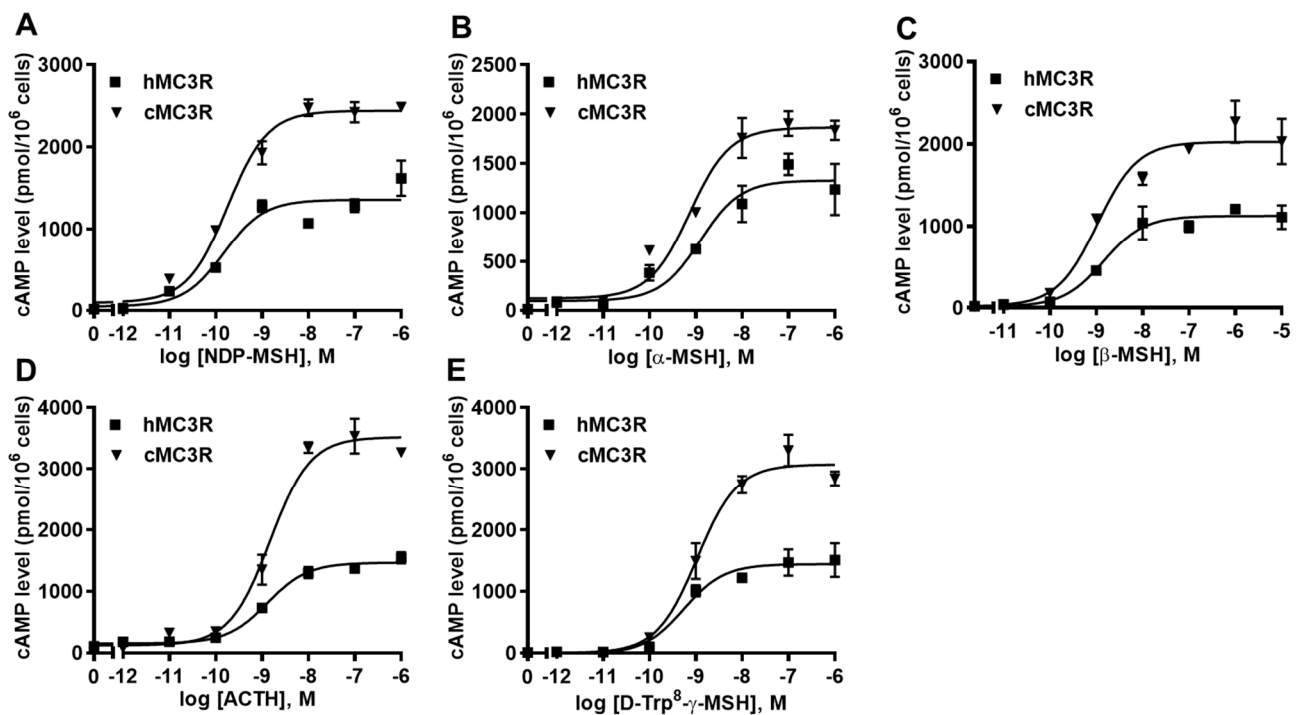 A
cAMP level (pmol/10⁶ cells)
3000
2000
1000
0
hMC3R
cMC3R
0 -12 -11 -10 -9 -8 -7 -6
log [NDP-MSH], M
B
cAMP level (pmol/10⁶ cells)
2500
2000
1500
1000
500
0
hMC3R
cMC3R
0 -12 -11 -10 -9 -8 -7 -6
log [α-MSH], M
C
cAMP level (pmol/10⁶ cells)
3000
2000
1000
0
hMC3R
cMC3R
-11 -10 -9 -8 -7 -6 -5
log [β-MSH], M
D
cAMP level (pmol/10⁶ cells)
4000
3000
2000
1000
0
hMC3R
cMC3R
0 -12 -11 -10 -9 -8 -7 -6
log [ACTH], M
E
cAMP level (pmol/10⁶ cells)
4000
3000
2000
1000
0
hMC3R
cMC3R
0 -12 -11 -10 -9 -8 -7 -6
log [D-Trp⁸-γ-MSH], M